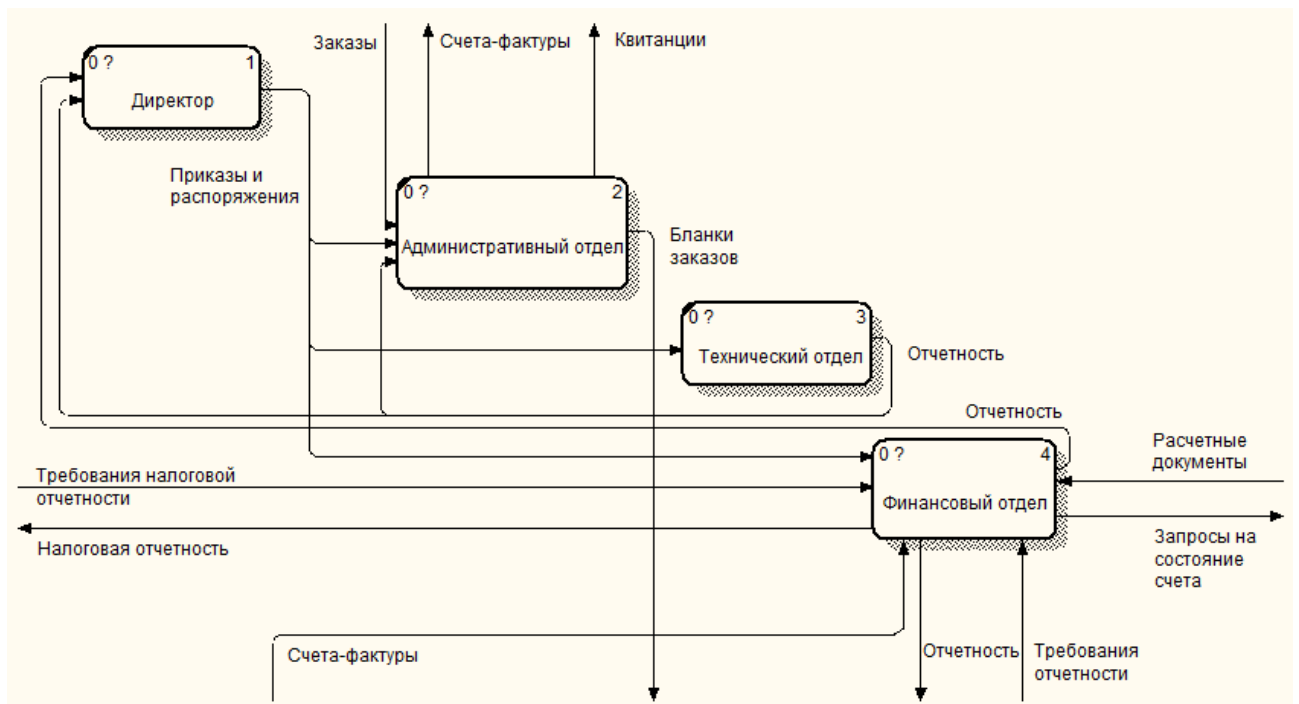 Заказы
Счета-фактуры
Квитанции
0 ?
1
Директор
Приказы и
распоряжения
0 ?
2
Административный отдел
Бланки
заказов
0 ?
3
Технический отдел
Отчетность
Отчетность
0 ?
4
Финансовый отдел
Расчетные
документы
Требования налоговой
отчетности
Налоговая отчетность
Запросы на
состояние
счета
Счета-фактуры
Отчетность
Требования
отчетности